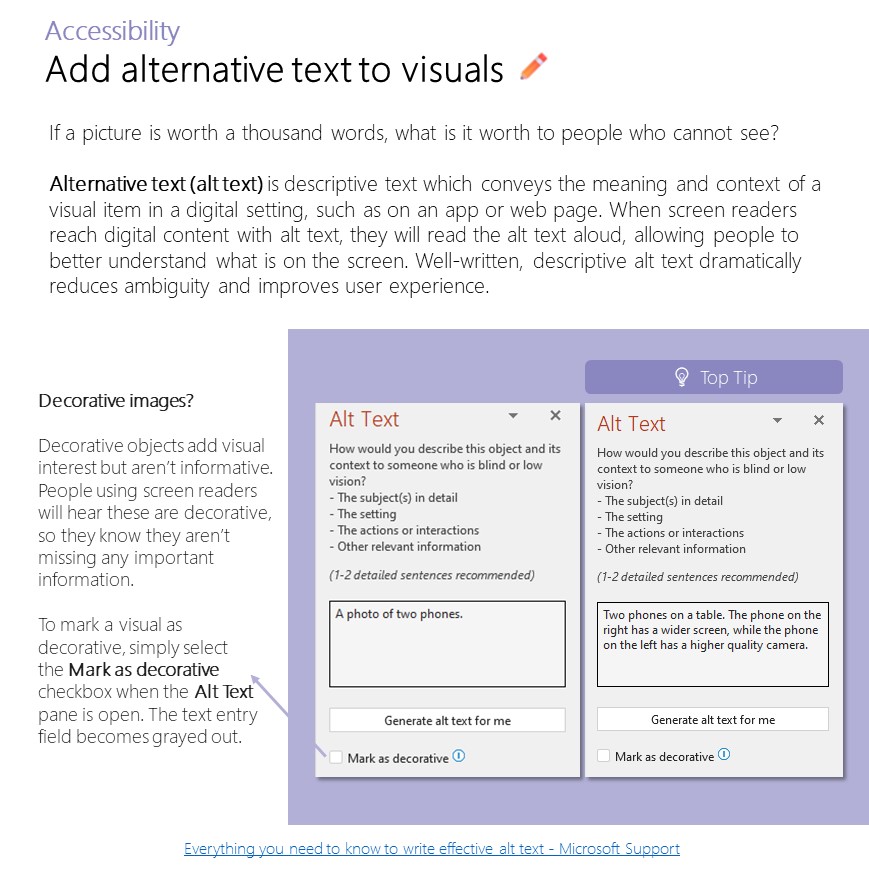 Accessibility
Add alternative text to visuals
If a picture is worth a thousand words, what is it worth to people who cannot see?
Alternative text (alt text) is descriptive text which conveys the meaning and context of a
visual item in a digital setting, such as on an app or web page. When screen readers
reach digital content with alt text, they will read the alt text aloud, allowing people to
better understand what is on the screen. Well-written, descriptive alt text dramatically
reduces ambiguity and improves user experience.
Decorative images?
Decorative objects add visual
interest but aren't informative.
People using screen readers
will hear these are decorative,
so they know they aren't
missing any important
information.
To mark a visual as
decorative, simply select
the Mark as decorative
checkbox when the Alt Text
pane is open. The text entry
field becomes grayed out.
Alt Text
How would you describe this object and its
context to someone who is blind or low
vision?
- The subject(s) in detail
- The setting
- The actions or interactions
- Other relevant information
(1-2 detailed sentences recommended)
A photo of two phones.
Generate alt text for me
Mark as decorative
Top Tip
Alt Text
How would you describe this object and its
context to someone who is blind or low
vision?
- The subject(s) in detail
- The setting
- The actions or interactions
- Other relevant information
(1-2 detailed sentences recommended)
Two phones on a table. The phone on the
right has a wider screen, while the phone
on the left has a higher quality camera.
Generate alt text for me
Mark as decorative
Everything you need to know to write effective alt text - Microsoft Support